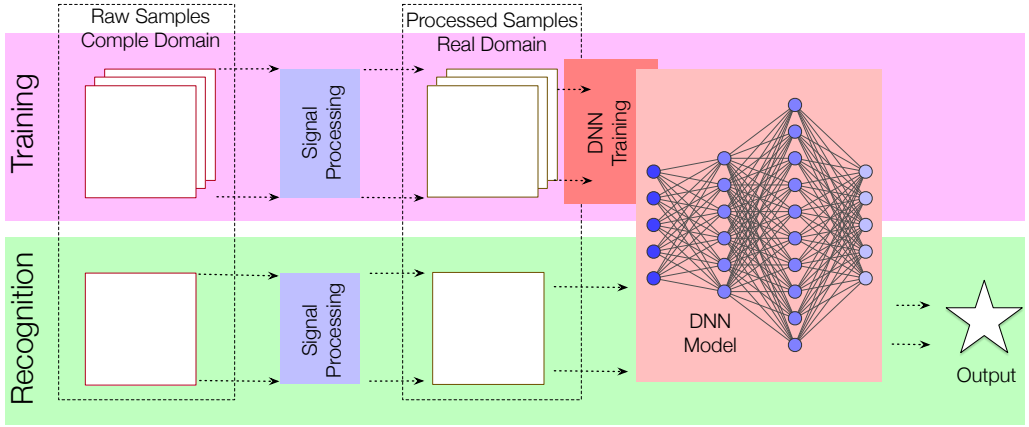 Raw Samples
Comple Domain
Processed Samples
Real Domain
Training
Signal
Processing
DNN
Training
Recognition
Signal
Processing
DNN
Model
Output